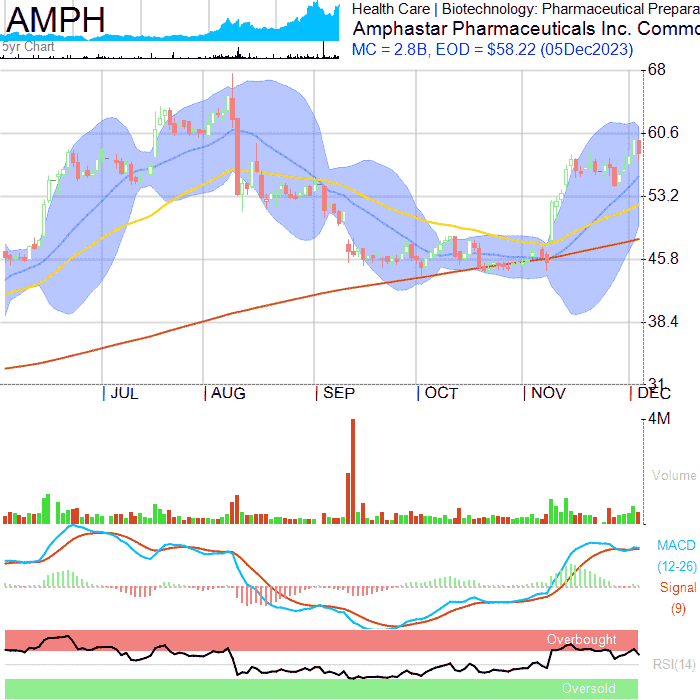 AMPH
5yr Chart
Health Care | Biotechnology: Pharmaceutical Prepara
Amphastar Pharmaceuticals Inc. Commo
MC = 2.8B, EOD = $58.22 (05Dec2023)
68
60.6
53.2
45.8
38.4
31
JUL AUG SEP OCT NOV DEC
4M
Volume
MACD
(12-26)
Signal
(9)
Overbought
RSI(14)
Oversold